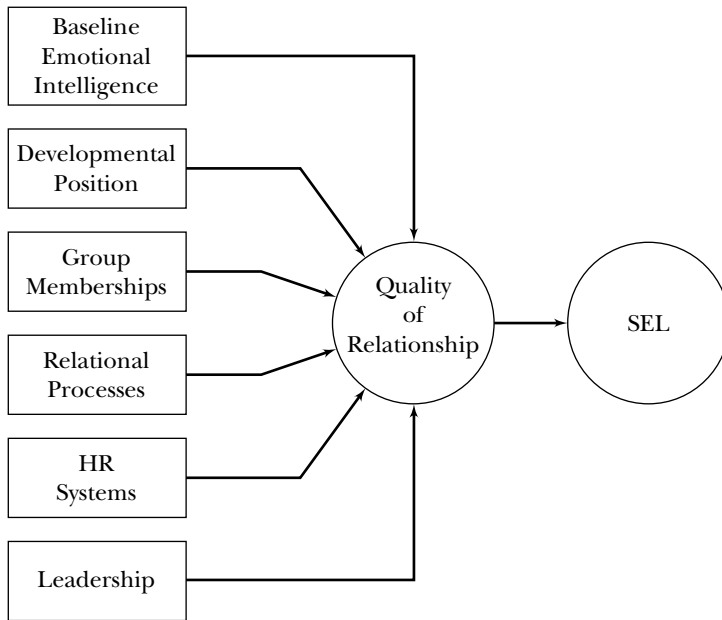 Baseline
Emotional
Intelligence
Developmental
Position
Group
Memberships
Relational
Processes
HR
Systems
Leadership
Quality
of
Relationship
SEL